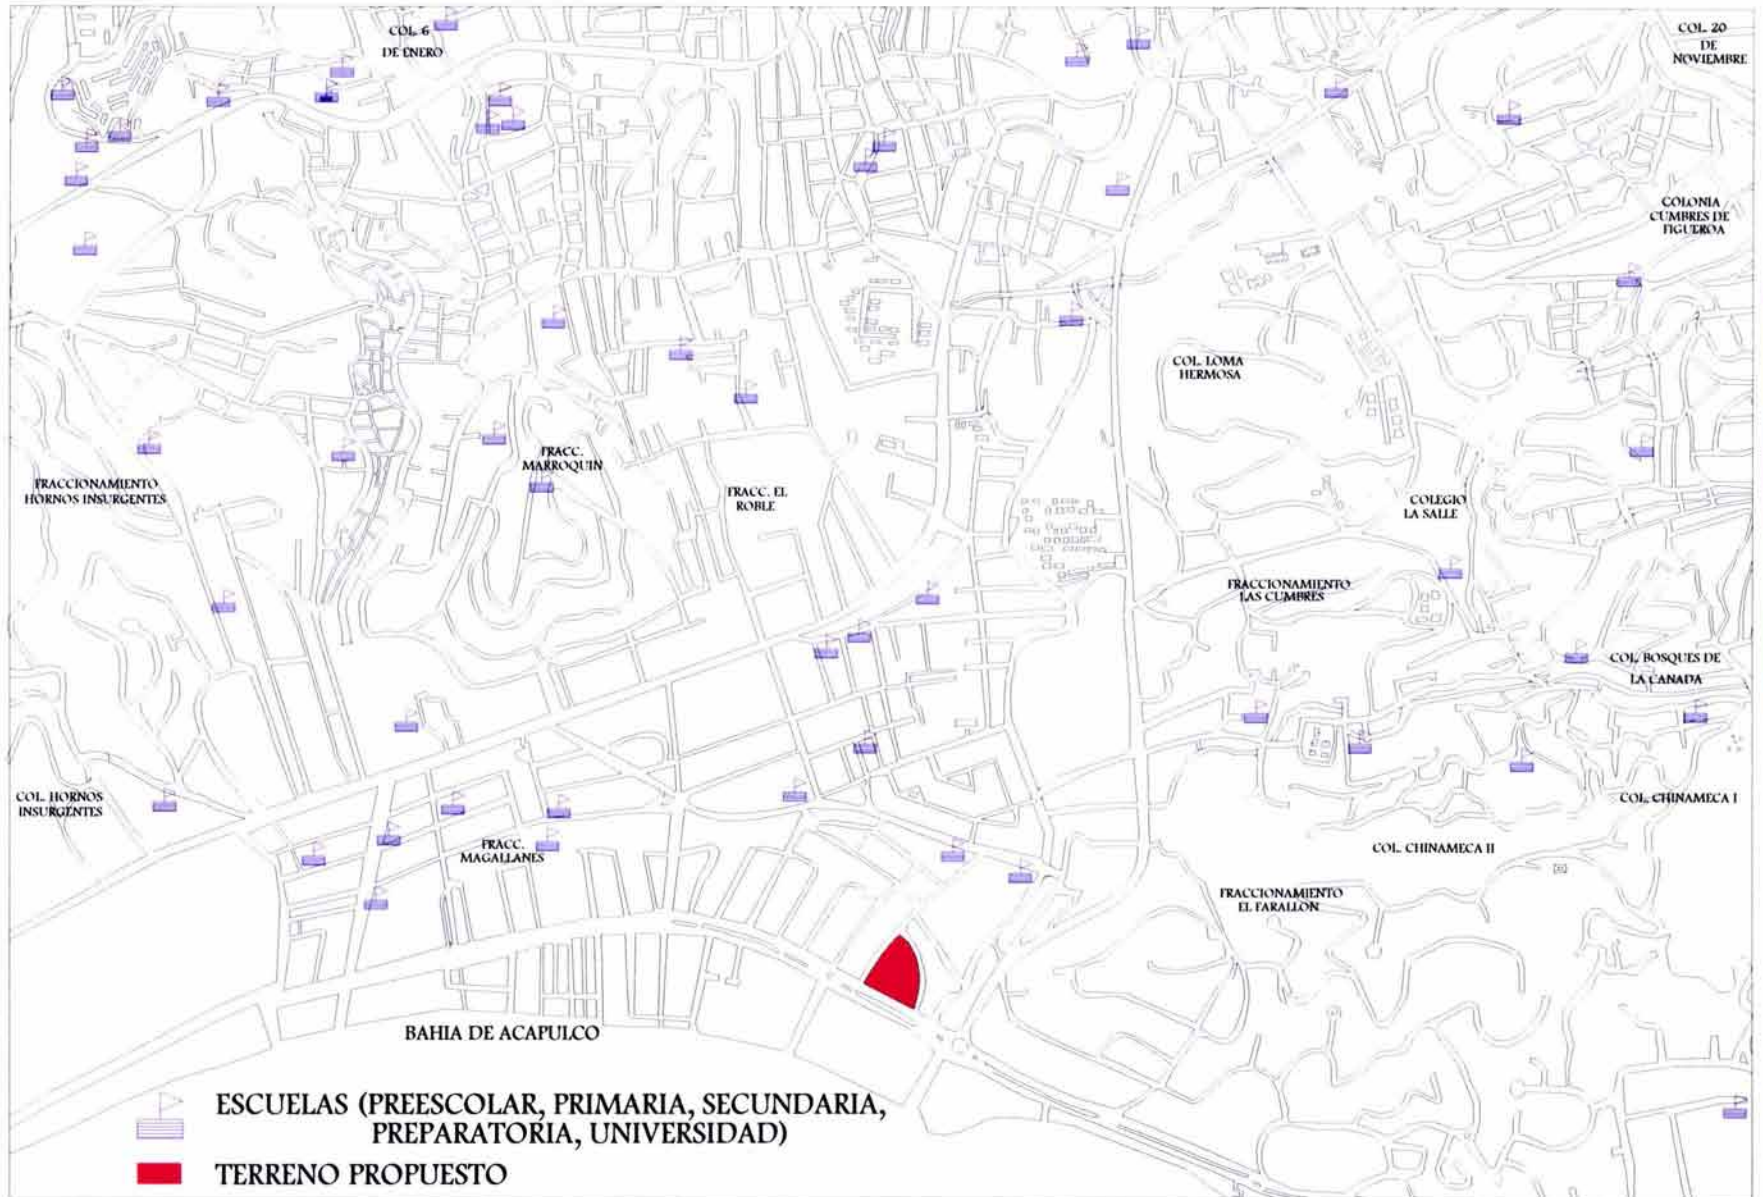 COL. 6
DE ENERO
COL. 20
DE
NOVIEMBRE
COLONIA
CUMBRES DE
FIGUEROA
COL. LOMA
HERMOSA
FRACC.
MARROQUIN
FRACCIONAMIENTO
HORNOS INSURGENTES
FRACC. EL
ROBLE
COLEGIO
LA SALLE
FRACCIONAMIENTO
LAS CUMBRES
COL. BOSQUES DE
LA CANADA
COL. HORNOS
INSURGENTES
COL. CHINAMECA I
FRACC.
MAGALLANES
COL. CHINAMECA II
FRACCIONAMIENTO
EL FARALLON
BAHIA DE ACAPULCO
ESCUELAS (PREESCOLAR, PRIMARIA, SECUNDARIA,
PREPARATORIA, UNIVERSIDAD)
TERRENO PROPUESTO